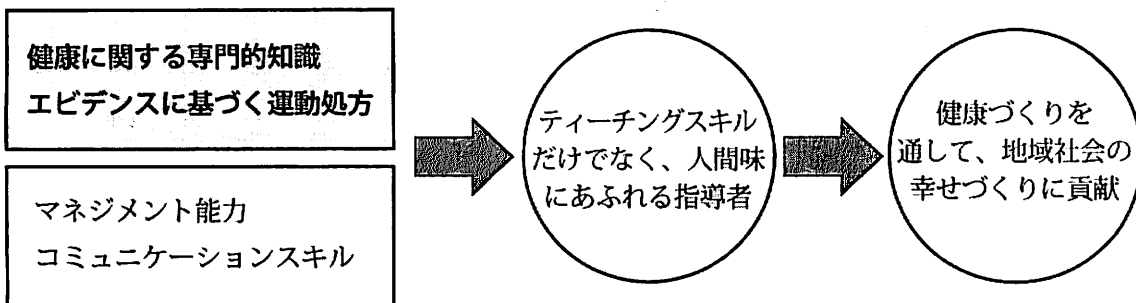 健康に関する専門的知識
エビデンスに基づく運動処方
マネジメント能力
コミュニケーションスキル
ティーチングスキル
だけでなく、人間味
にあふれる指導者
健康づくりを
通して、地域社会の
幸せづくりに貢献